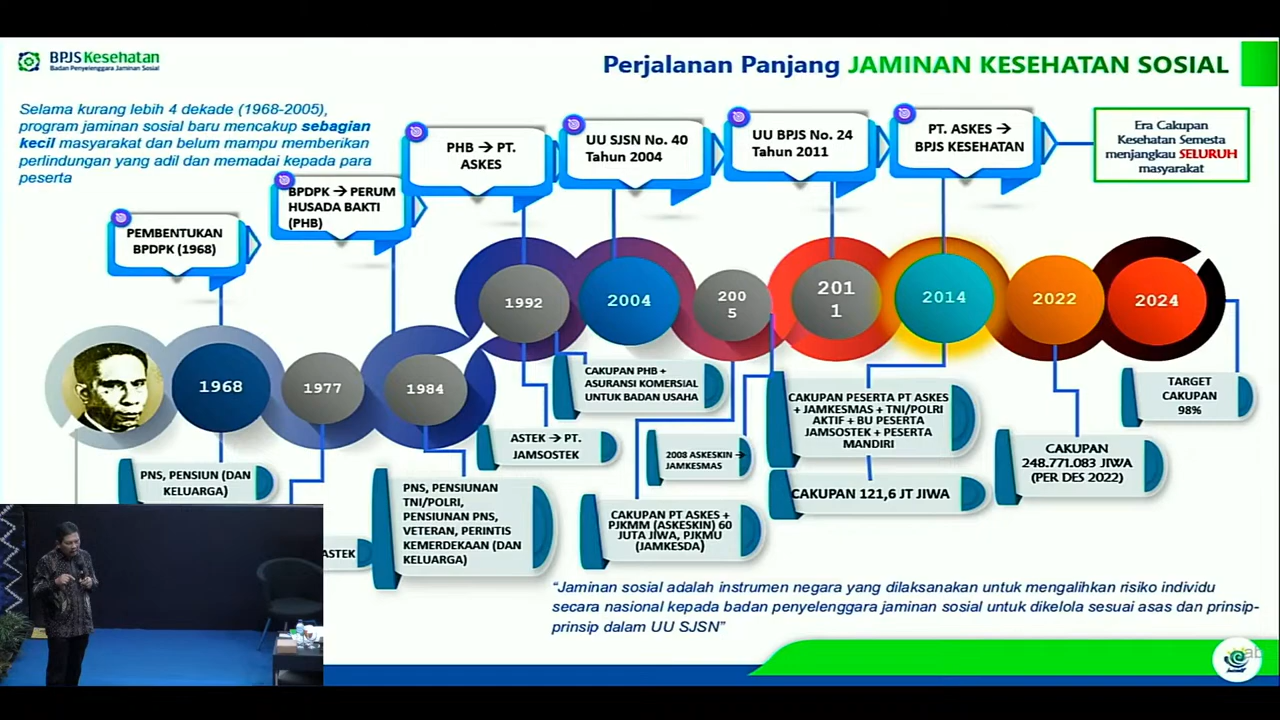 BPJS Kesehatan
Badan Penyelenggara Jaminan Sosial
Perjalanan Panjang JAMINAN KESEHATAN SOSIAL
Selama kurang lebih 4 dekade (1968-2005),
program jaminan sosial baru mencakup sebagian
kecil masyarakat dan belum mampu memberikan
perlindungan yang adil dan memadai kepada para
peserta
PEMBENTUKAN
BPDPK (1968)
BPDPK → PERUM
HUSADA BAKTI
(PHB)
PHB → PT.
ASKES
UU SJSN No. 40
Tahun 2004
UU BPJS No. 24
Tahun 2011
PT. ASKES →
BPJS KESEHATAN
Era Cakupan
Kesehatan Semesta
menjangkau SELURUH
masyarakat
1968
1977
1984
1992
2004
200
5
201
1
2014
2022
2024
PNS, PENSIUN (DAN
KELUARGA)
ASTEK
PNS, PENSIUNAN
TNI/POLRI,
PENSIUNAN PNS,
VETERAN, PERINTIS
KEMERDEKAAN (DAN
KELUARGA)
ASTEK → PT.
JAMSOSTEK
CAKUPAN PHB +
ASURANSI KOMERSIAL
UNTUK BADAN USAHA
CAKUPAN PT ASKES +
PJKMM (ASKESKIN) 60
JUTA JIWA, PJKMU
(JAMKESDA)
2008 ASKESKIN →
JAMKESMAS
CAKUPAN PESERTA PT ASKES
+ JAMKESMAS + TNI/POLRI
AKTIF + BU PESERTA
JAMSOSTEK + PESERTA
MANDIRI
CAKUPAN 121,6 JT JIWA
CAKUPAN
248.771.083 JIWA
(PER DES 2022)
TARGET
CAKUPAN
98%
“Jaminan sosial adalah instrumen negara yang dilaksanakan untuk mengalihkan risiko individu
secara nasional kepada badan penyelenggara jaminan sosial untuk dikelola sesuai asas dan prinsip-
prinsip dalam UU SJSN”